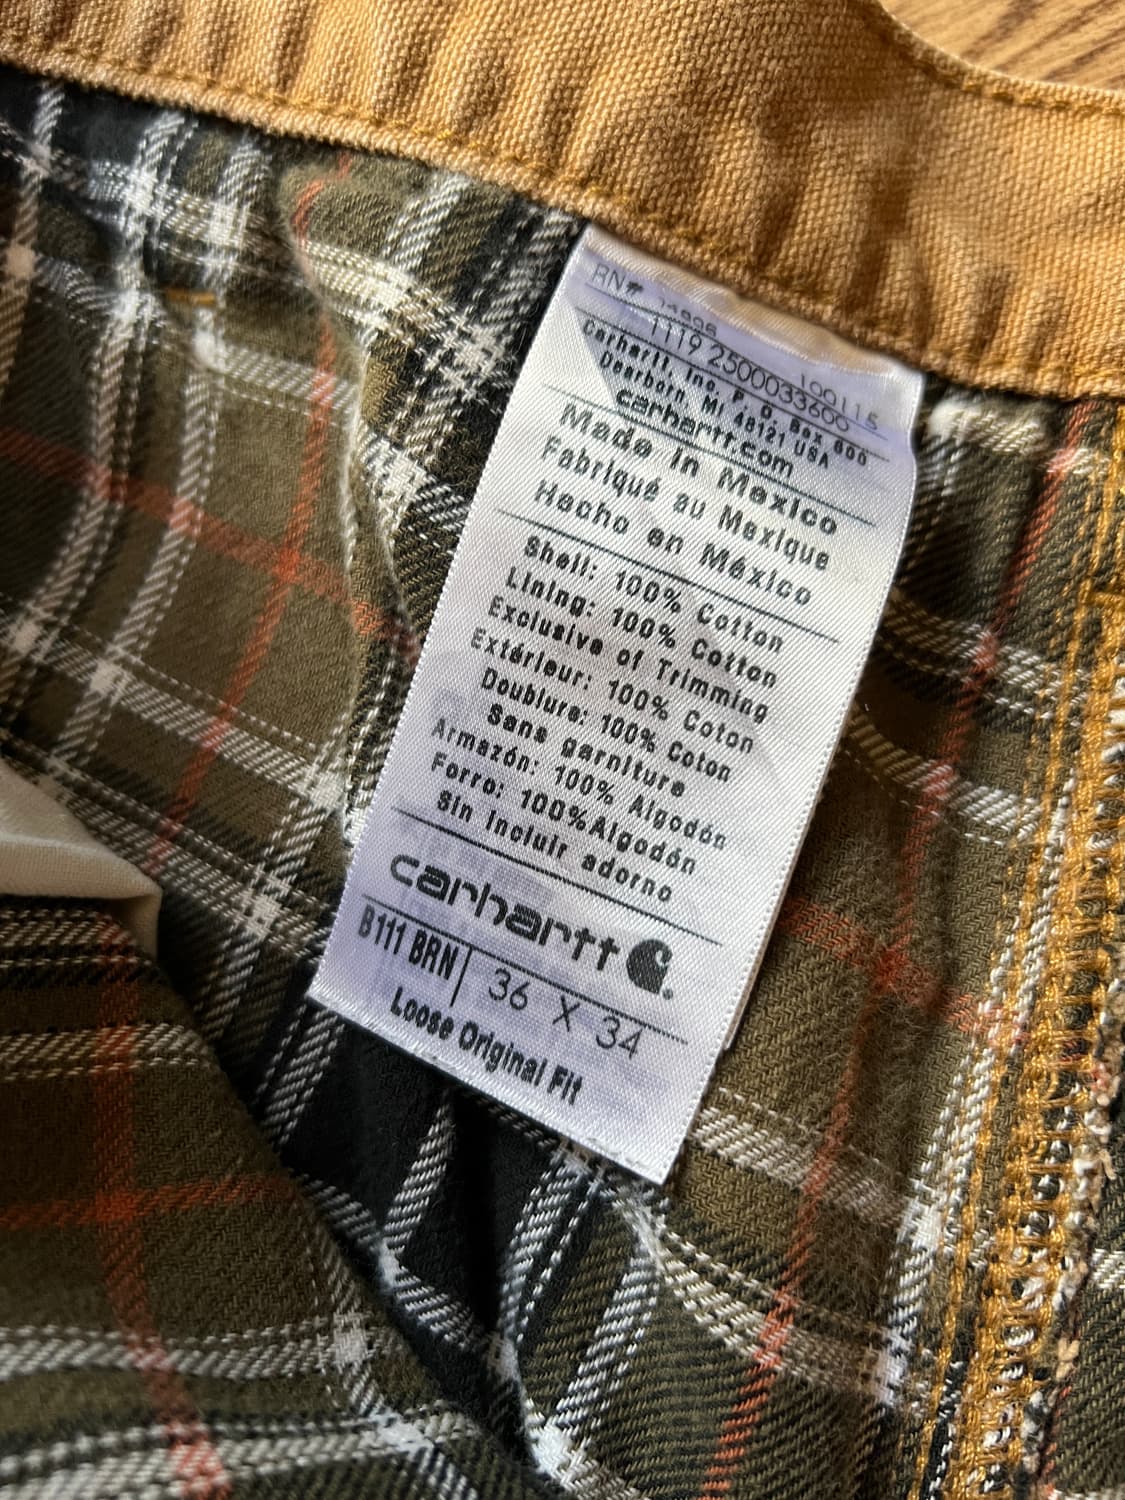 RN#
1119 2500033600 100115
Carhartt, Inc. P.O. Box 600
Dearborn, MI 48121 USA
carhartt.com
Made in Mexico
Fabriqué au Mexique
Hecho en México
Shell: 100% Cotton
Lining: 100% Cotton
Exclusive of Trimming
Extérieur: 100% Coton
Doublure: 100% Coton
Sans garniture
Armazón: 100% Algodón
Forro: 100%Algodón
Sin incluir adorno
carhartt
B111 BRN 36 X 34
Loose Original Fit